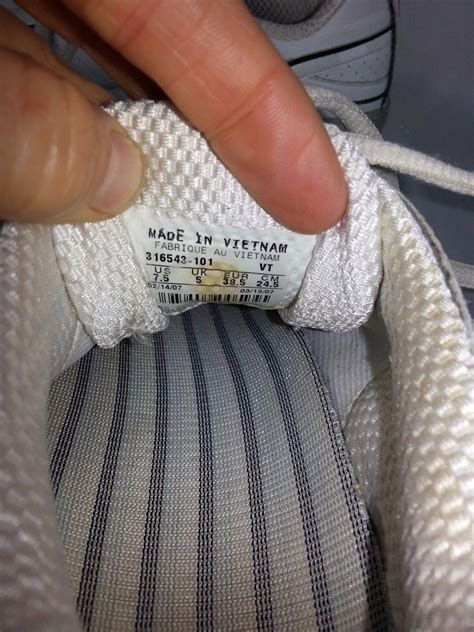 MADE IN VIETNAM
FABRIQUE AU VIETNAM
316543-101 VT
US UK EUR CM
7.5 5 38.5 24.5
02/14/07 03/15/07